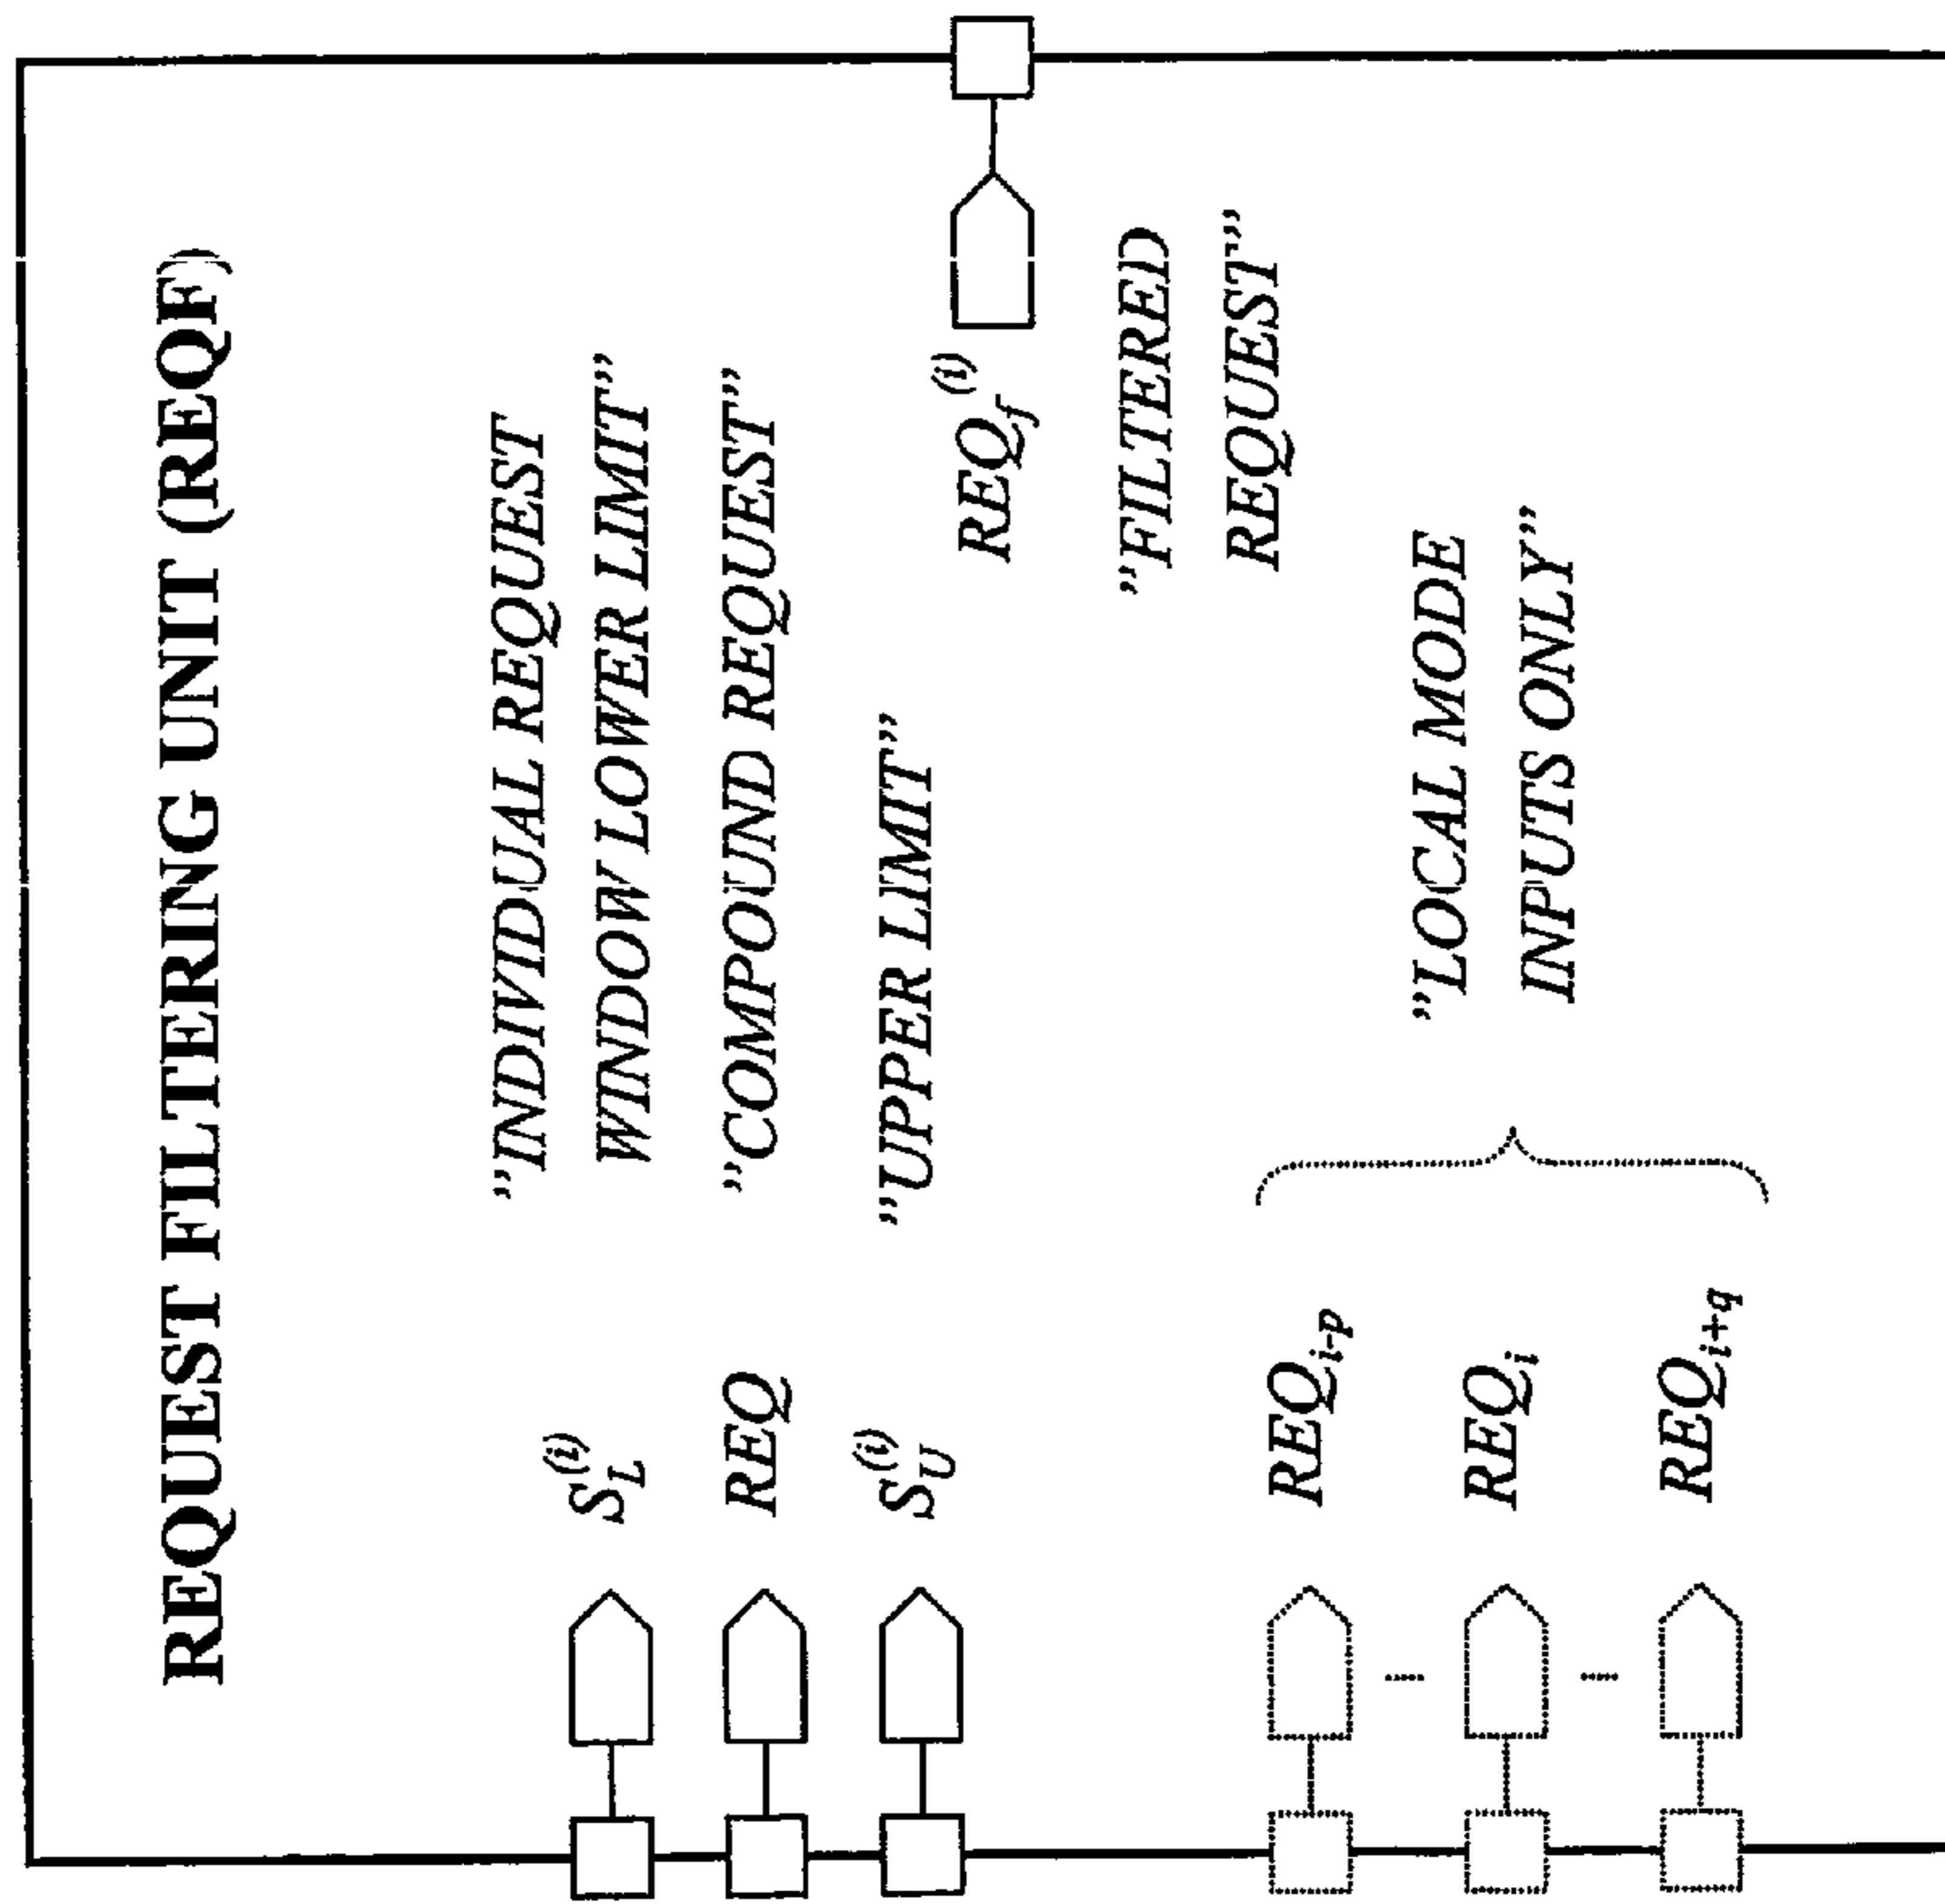 REQUEST FILTERING UNIT (REQF)
S_L^(i) "INDIVIDUAL REQUEST
WINDOW LOWER LIMIT"
REQ "COMPOUND REQUEST"
S_U^(i) "UPPER LIMIT"
REQ_f^(i)
"FILTERED
REQUEST"
REQ_i-p
REQ_i
REQ_i+q
"LOCAL MODE
INPUTS ONLY"